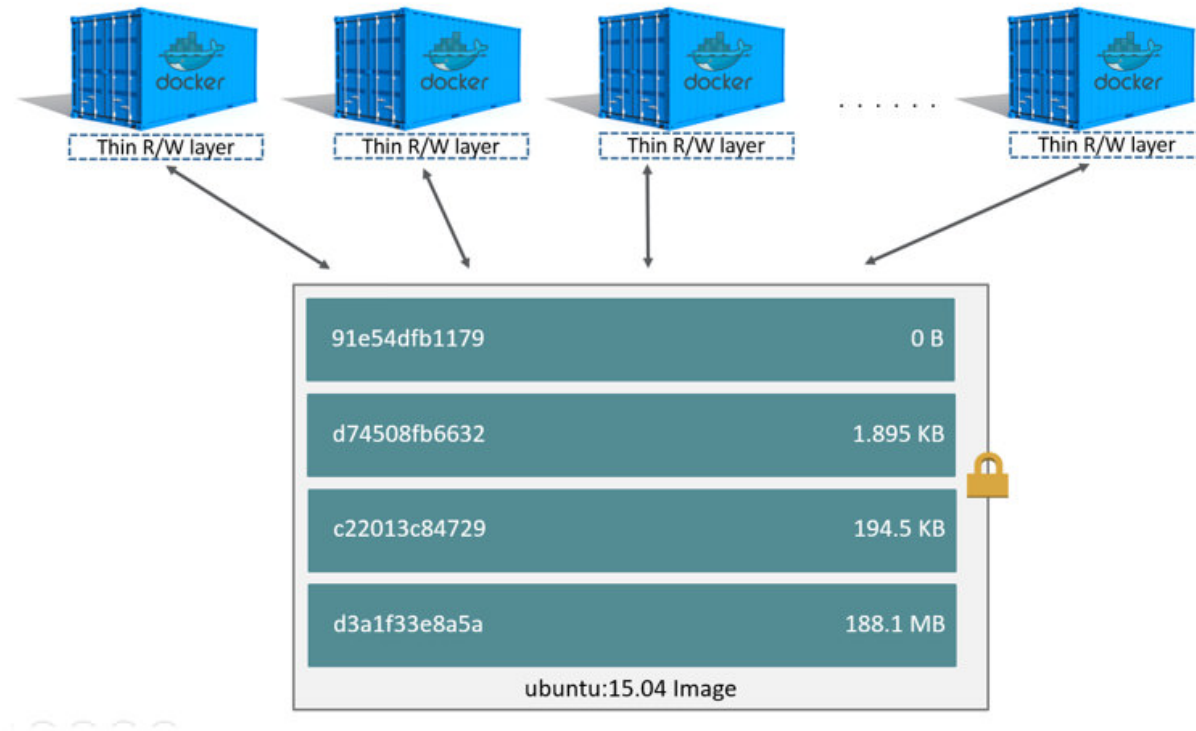 docker docker docker docker
Thin R/W layer Thin R/W layer Thin R/W layer . . . . . . Thin R/W layer
91e54dfb1179 0 B
d74508fb6632 1.895 KB
c22013c84729 194.5 KB
d3a1f33e8a5a 188.1 MB
ubuntu:15.04 Image